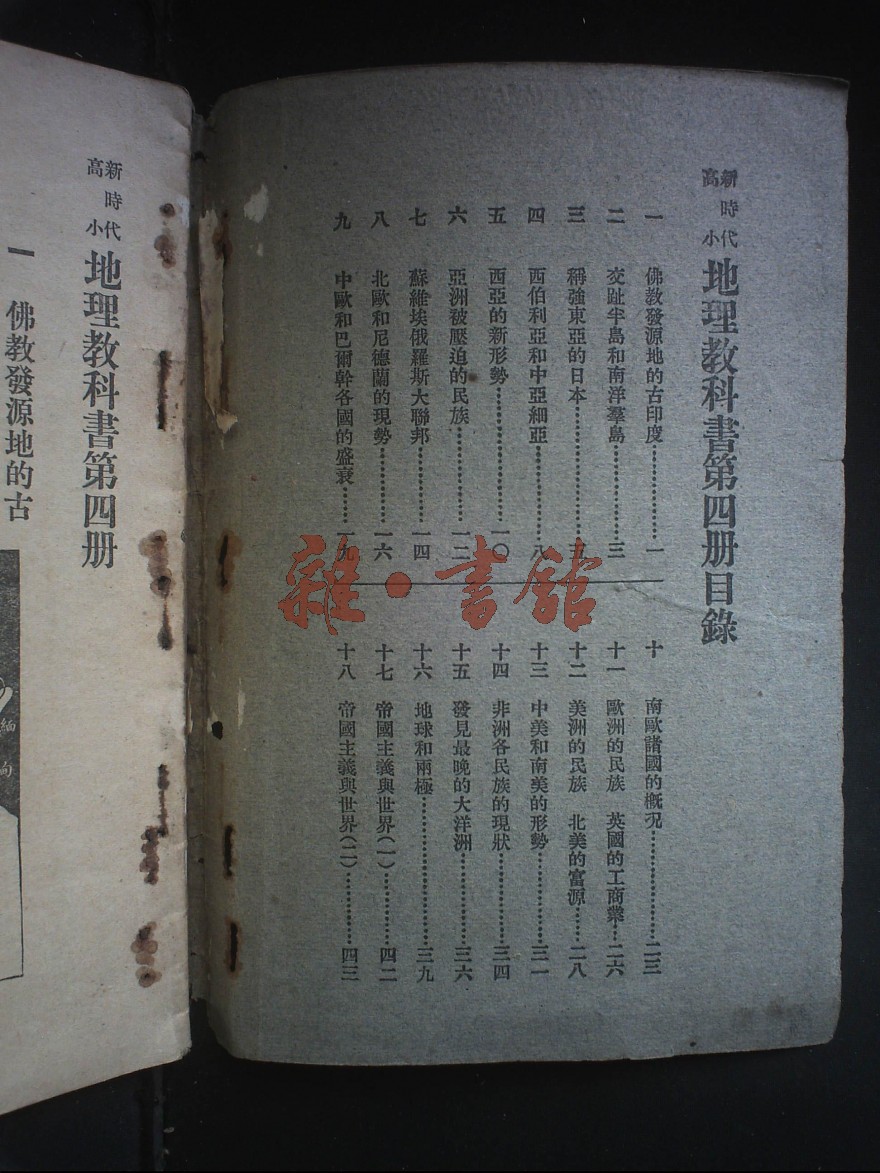 新時代
高小
地理教科書第四册目錄
一 佛教發源地的古印度……一
二 交趾半島和南洋羣島……三
三 稱強東亞的日本……五
四 西伯利亞和中亞細亞……八
五 西亞的新形勢……一〇
六 亞洲被壓迫的民族……一二
七 蘇維埃俄羅斯大聯邦……一四
八 北歐和尼德蘭的現勢……一六
九 中歐和巴爾幹各國的盛衰……一九
十 南歐諸國的概况……二三
十一 歐洲的民族 英國的工商業……二六
十二 美洲的民族 北美的富源……二八
十三 中美和南美的形勢……三一
十四 非洲各民族的現狀……三四
十五 發見最晚的大洋洲……三六
十六 地球和兩極……三九
十七 帝國主義與世界(一)……四二
十八 帝國主義與世界(二)……四三
雜·書館
新時代
高小
地理教科書第四册
一 佛教發源地的古
緬
向